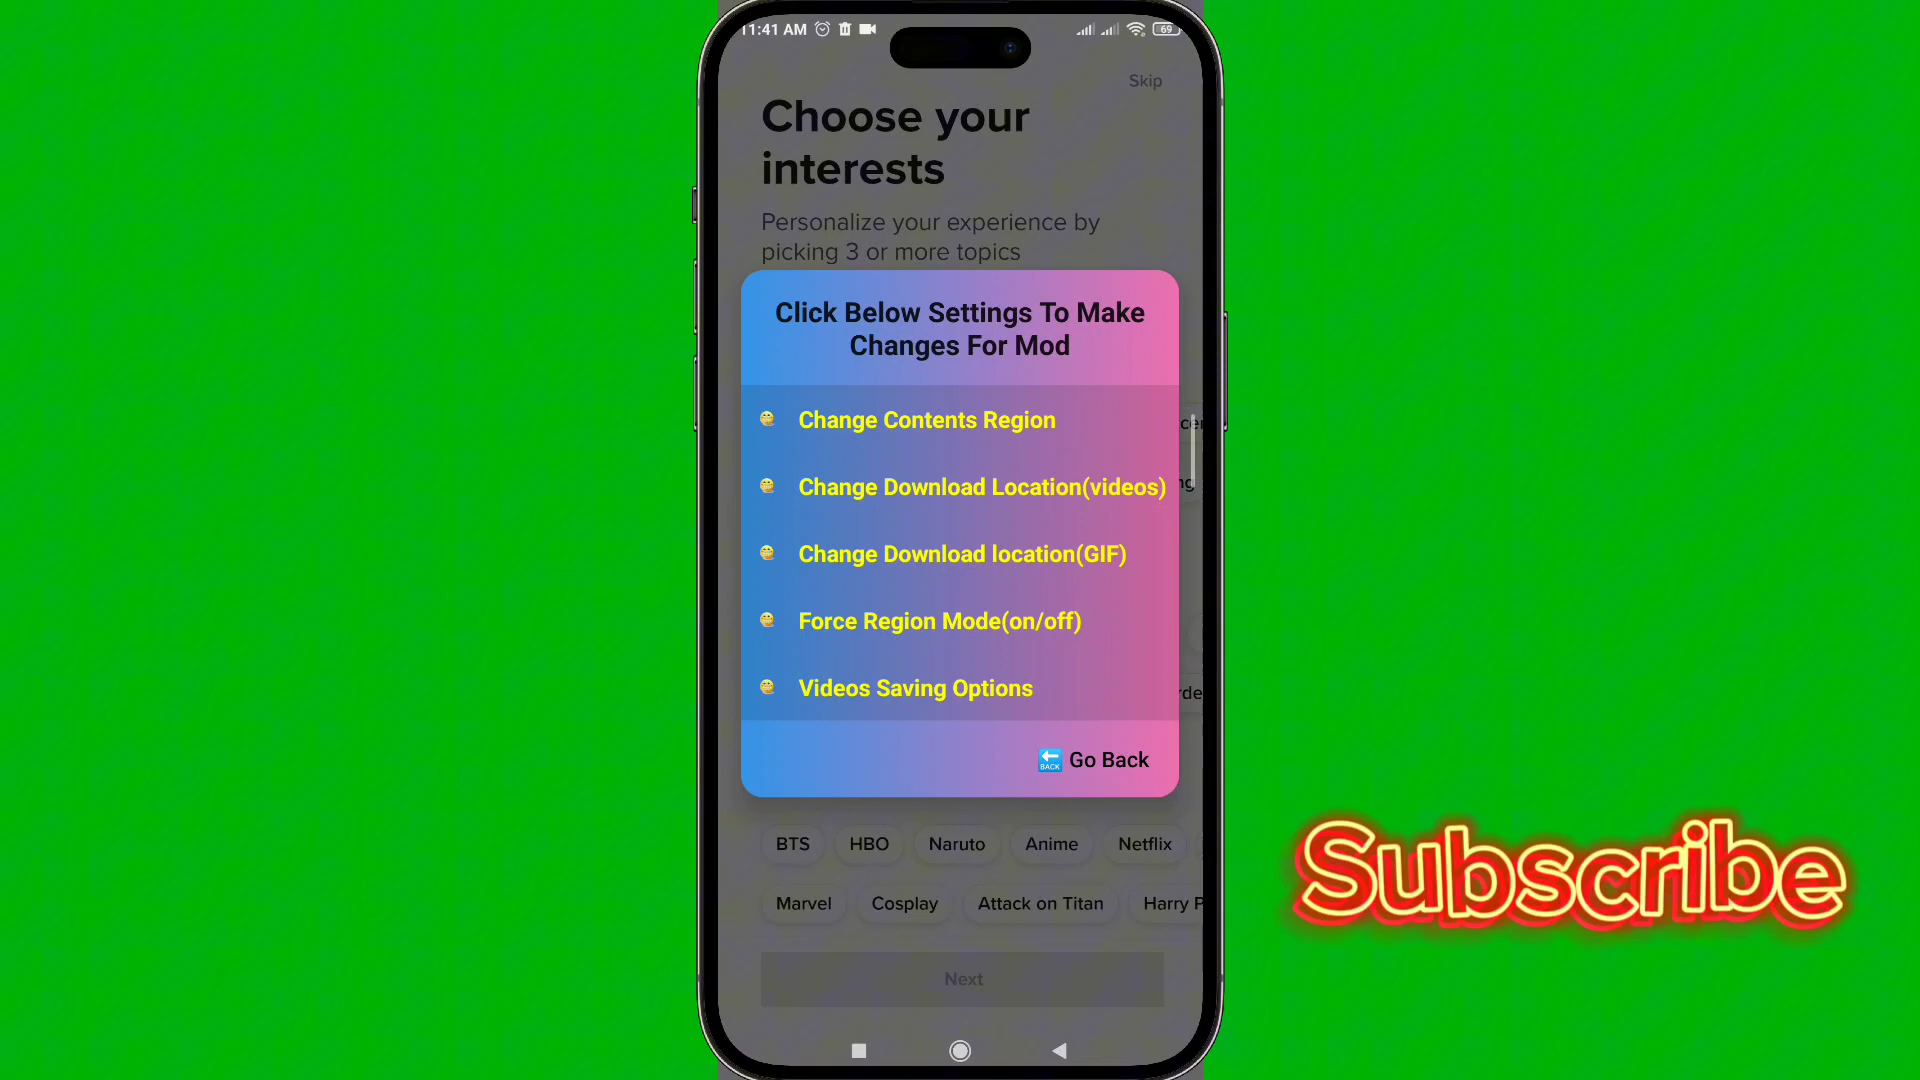 11:41 AM
69
Skip
Choose your
interests
Personalize your experience by
picking 3 or more topics
Click Below Settings To Make
Changes For Mod
Change Contents Region
Change Download Location(videos)
Change Download location(GIF)
Force Region Mode(on/off)
Videos Saving Options
BACK Go Back
BTS HBO Naruto Anime Netflix
Marvel Cosplay Attack on Titan Harry P
Next
Subscribe